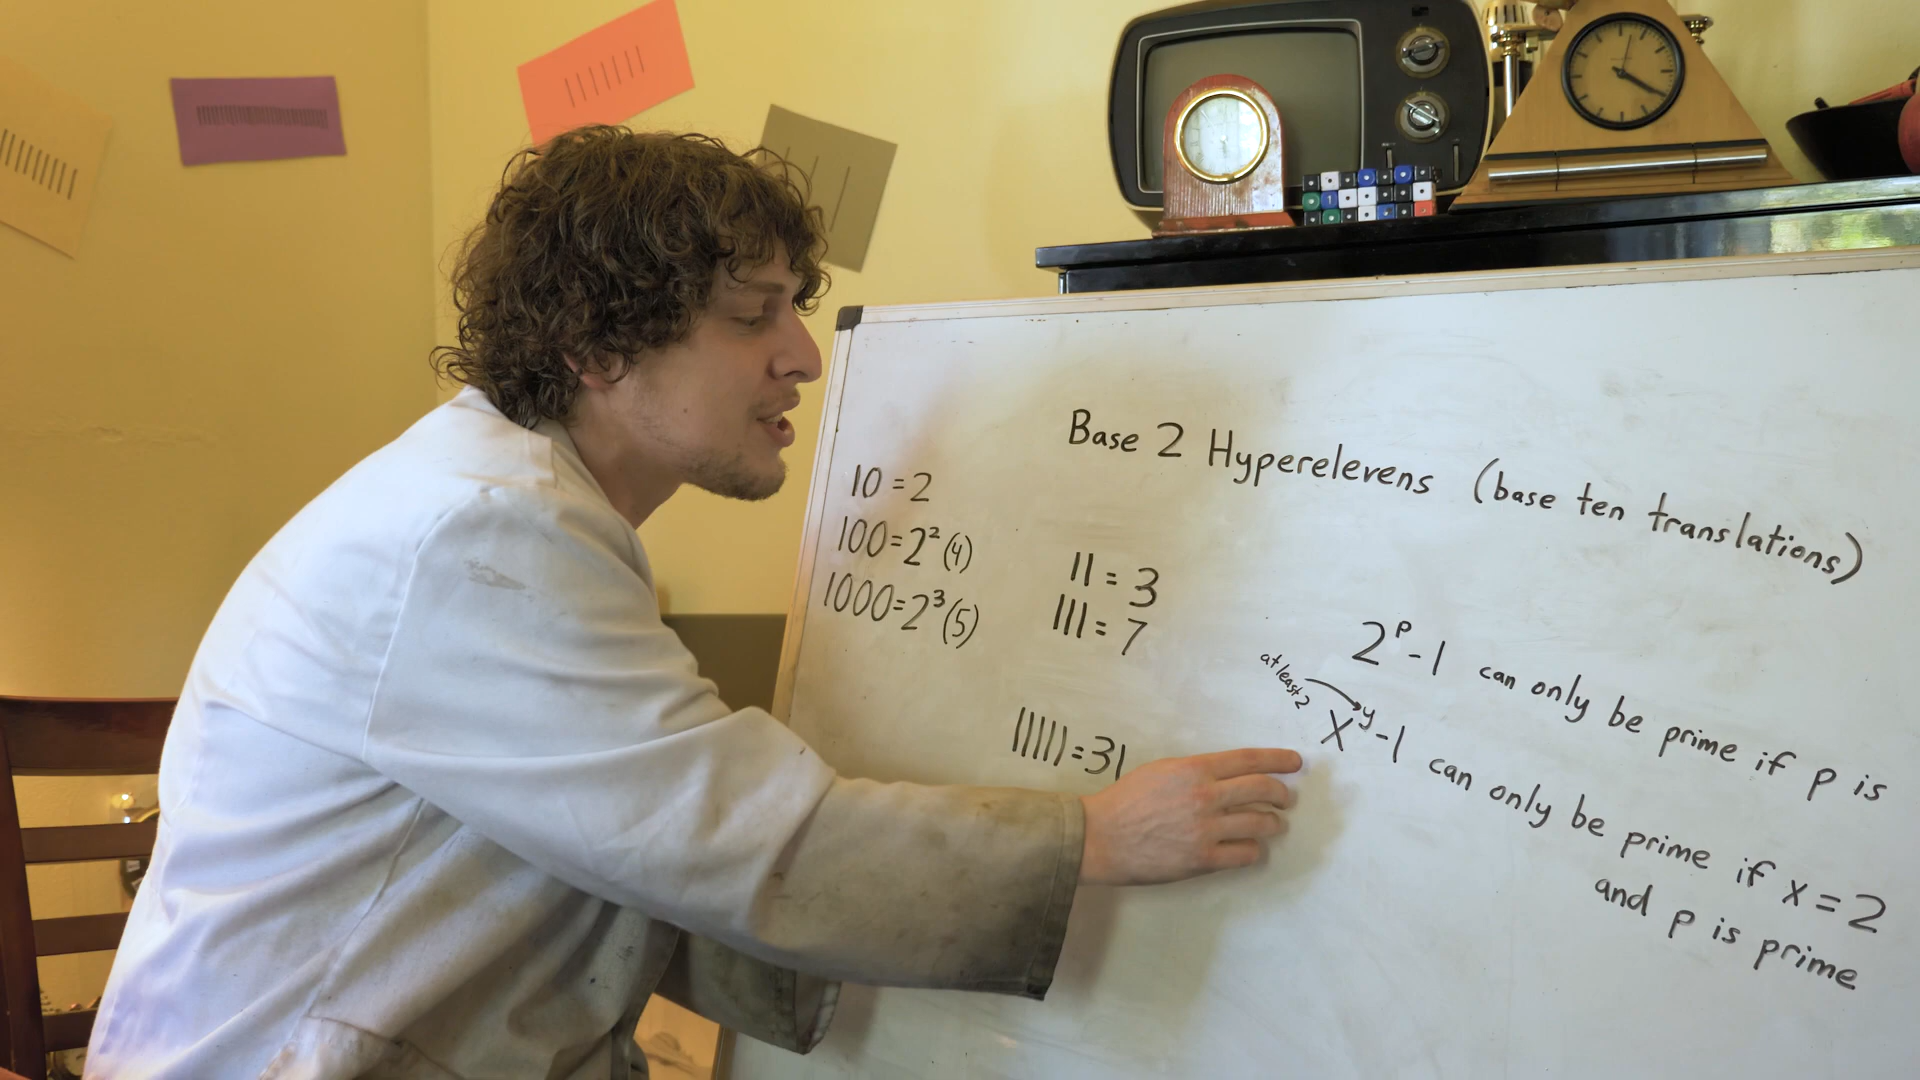 Base 2 Hyperelevens (base ten translations)
10 = 2
100 = 2² (4)
1000 = 2³ (5)
11 = 3
111 = 7
11111 = 31
2ᵖ - 1 can only be prime if p is
at least 2
xʸ - 1 can only be prime if x = 2
and p is prime